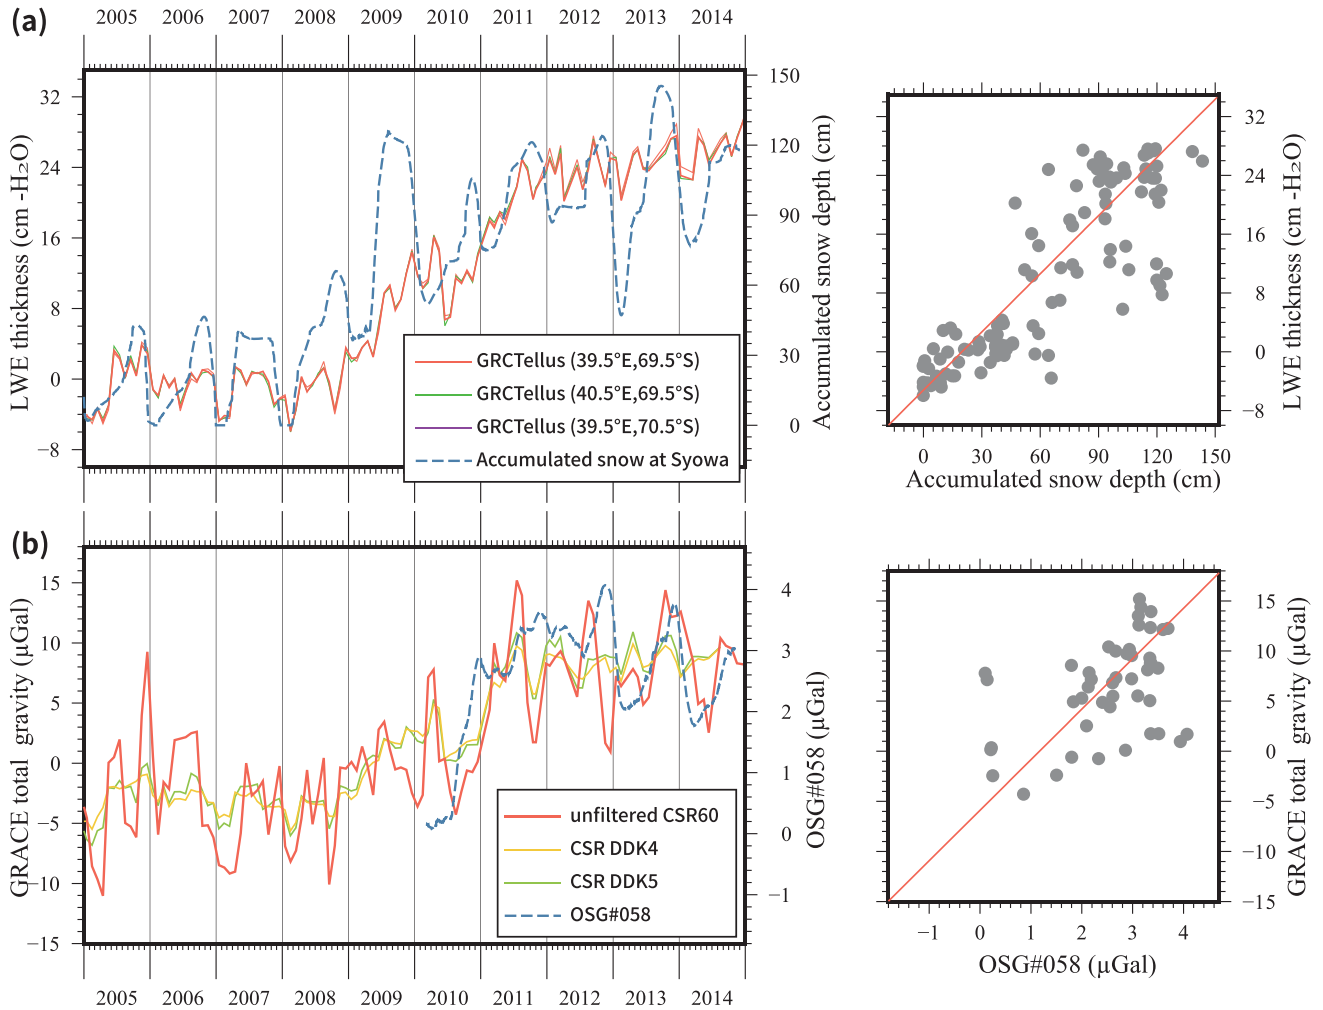 (a)
2005 2006 2007 2008 2009 2010 2011 2012 2013 2014
LWE thickness (cm -H₂O)
32
24
16
8
0
−8
150
120
90
60
30
0
Accumulated snow depth (cm)
GRCTellus (39.5°E,69.5°S)
GRCTellus (40.5°E,69.5°S)
GRCTellus (39.5°E,70.5°S)
Accumulated snow at Syowa
32
24
16
8
0
−8
LWE thickness (cm -H₂O)
0 30 60 90 120 150
Accumulated snow depth (cm)
(b)
GRACE total gravity (µGal)
15
10
5
0
−5
−10
−15
4
3
2
1
0
−1
OSG#058 (µGal)
unfiltered CSR60
CSR DDK4
CSR DDK5
OSG#058
2005 2006 2007 2008 2009 2010 2011 2012 2013 2014
15
10
5
0
−5
−10
−15
GRACE total gravity (µGal)
−1 0 1 2 3 4
OSG#058 (µGal)